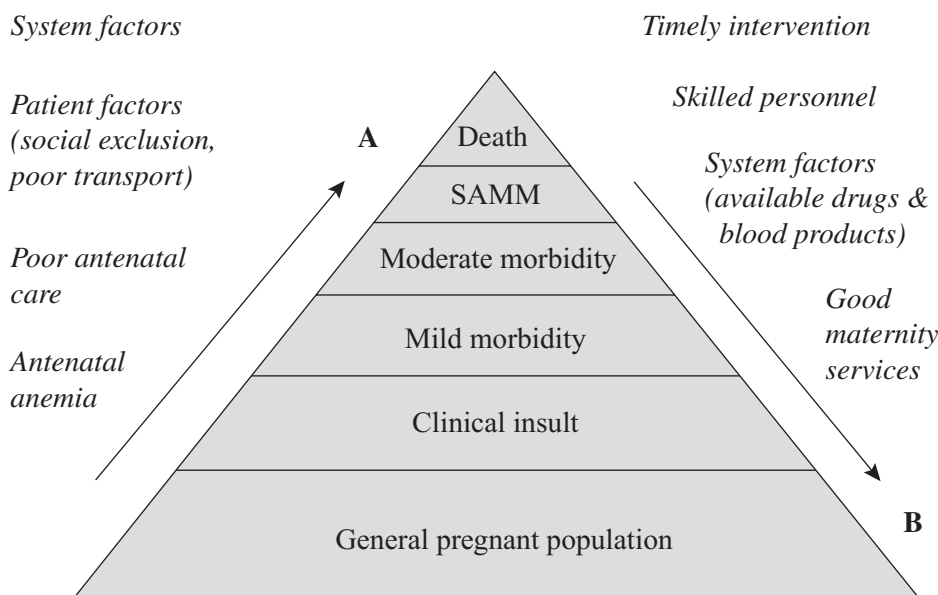 System factors
Timely intervention
Patient factors
(social exclusion,
poor transport)
A
Death
Skilled personnel
SAMM
System factors
(available drugs &
blood products)
Poor antenatal
care
Moderate morbidity
Good
maternity
services
Antenatal
anemia
Mild morbidity
Clinical insult
B
General pregnant population